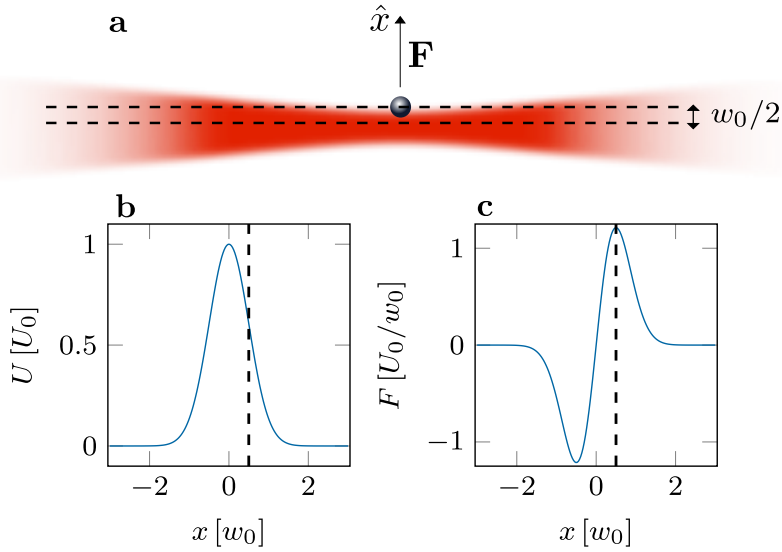 a
x̂
F
w₀/2
b
U [U₀]
1
0.5
0
−2 0 2
x [w₀]
c
F [U₀/w₀]
1
0
−1
−2 0 2
x [w₀]